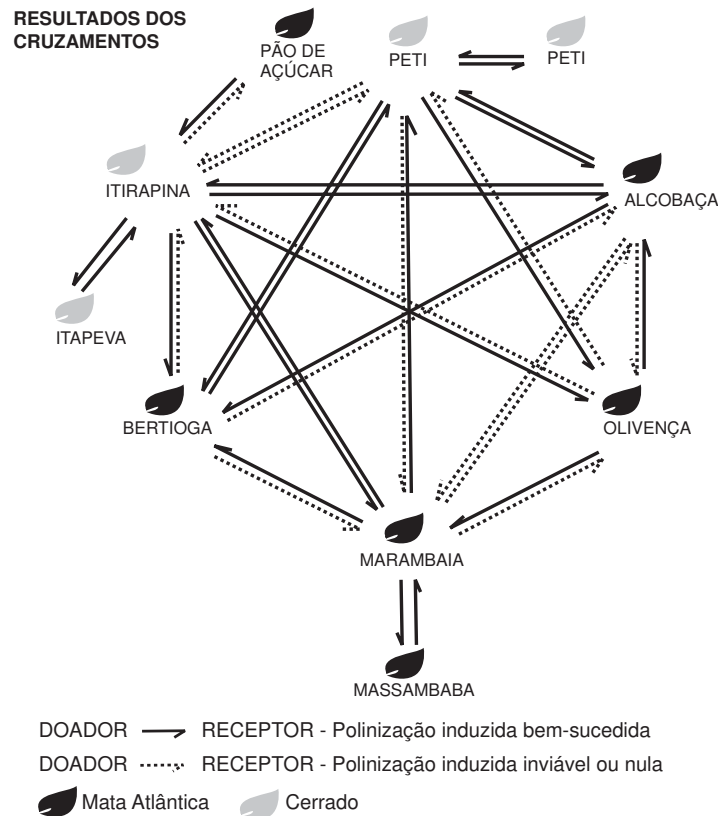 RESULTADOS DOS
CRUZAMENTOS
PÃO DE
AÇÚCAR
PETI
PETI
ITIRAPINA
ALCOBAÇA
ITAPEVA
BERTIOGA
OLIVENÇA
MARAMBAIA
MASSAMBABA
DOADOR RECEPTOR - Polinização induzida bem-sucedida
DOADOR RECEPTOR - Polinização induzida inviável ou nula
Mata Atlântica Cerrado